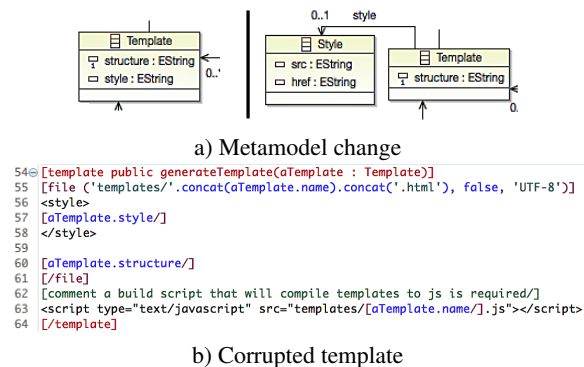 0..1 style
Template
structure : EString
style : EString
0..'
Style
src : EString
href : EString
Template
1 structure : EString
0.
a) Metamodel change
54 [template public generateTemplate(aTemplate : Template)]
55 [file ('templates/'.concat(aTemplate.name).concat('.html'), false, 'UTF-8')]
56 <style>
57 [aTemplate.style/]
58 </style>
59
60 [aTemplate.structure/]
61 [/file]
62 [comment a build script that will compile templates to js is required/]
63 <script type="text/javascript" src="templates/[aTemplate.name/].js"></script>
64 [/template]
b) Corrupted template